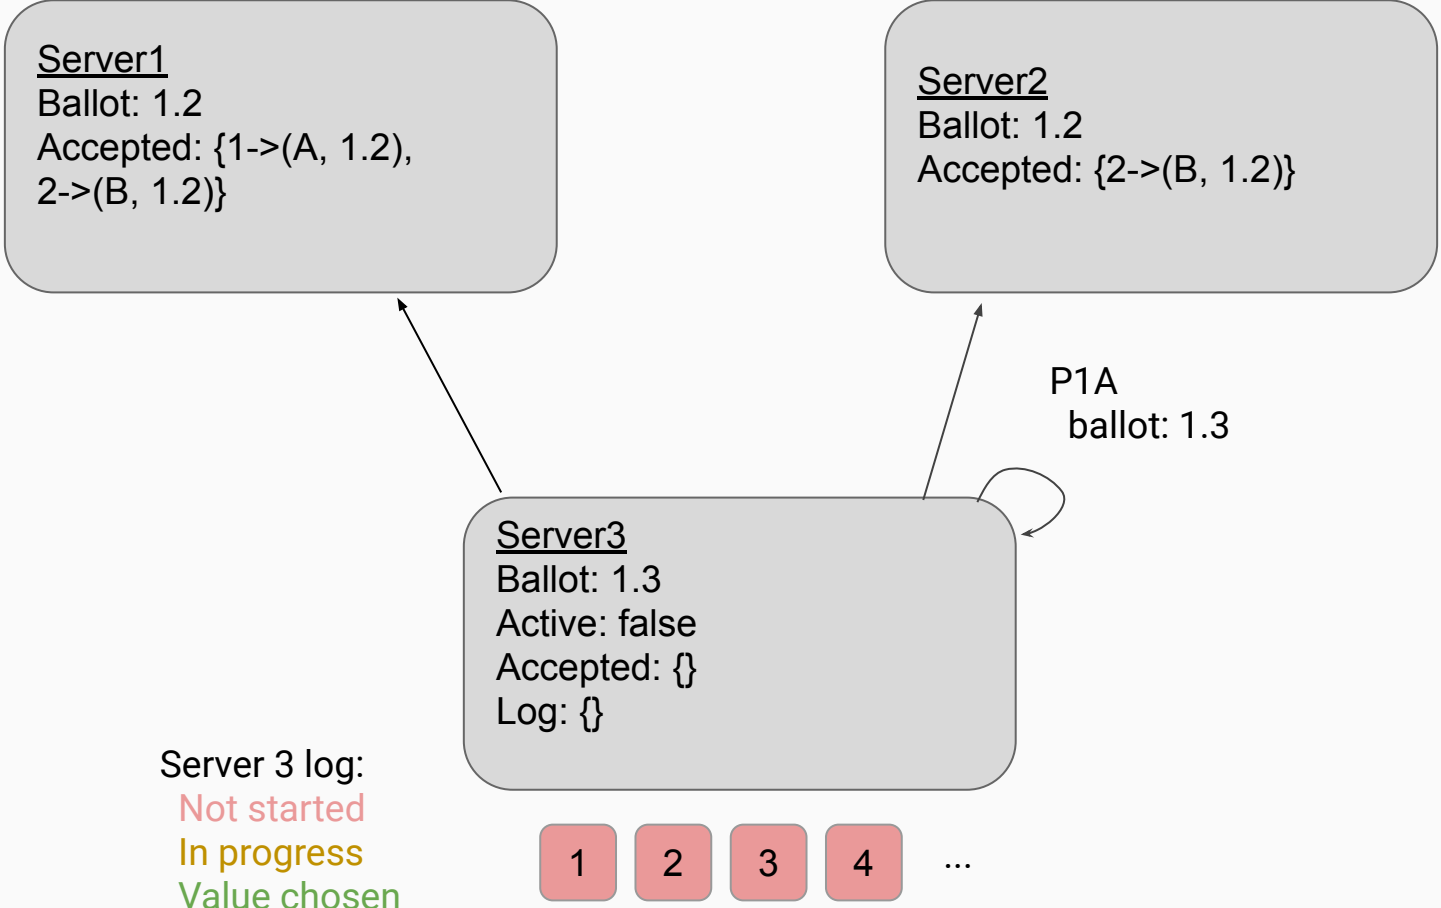 Server1
Ballot: 1.2
Accepted: {1->(A, 1.2),
2->(B, 1.2)}
Server2
Ballot: 1.2
Accepted: {2->(B, 1.2)}
P1A
ballot: 1.3
Server3
Ballot: 1.3
Active: false
Accepted: {}
Log: {}
Server 3 log:
Not started
In progress
Value chosen
1 2 3 4 ...